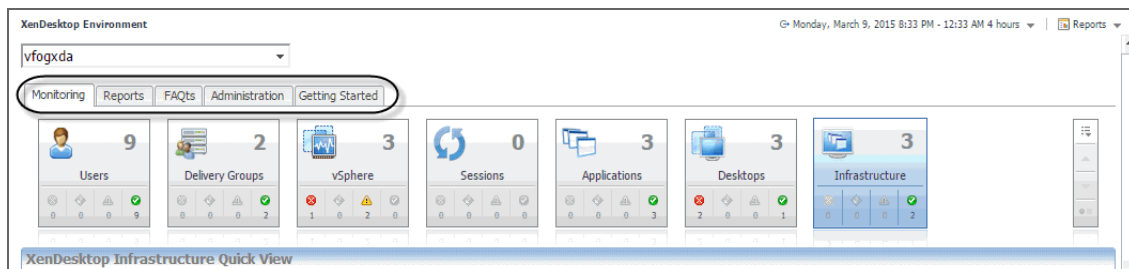 XenDesktop Environment
Monday, March 9, 2015 8:33 PM - 12:33 AM 4 hours | Reports
vfogxda
Monitoring Reports FAQts Administration Getting Started
9 2 3 0 3 3 3
Users Delivery Groups vSphere Sessions Applications Desktops Infrastructure
0 0 0 9 0 0 0 2 1 0 2 0 0 0 0 0 0 0 0 3 2 0 0 1 0 0 0 2
XenDesktop Infrastructure Quick View